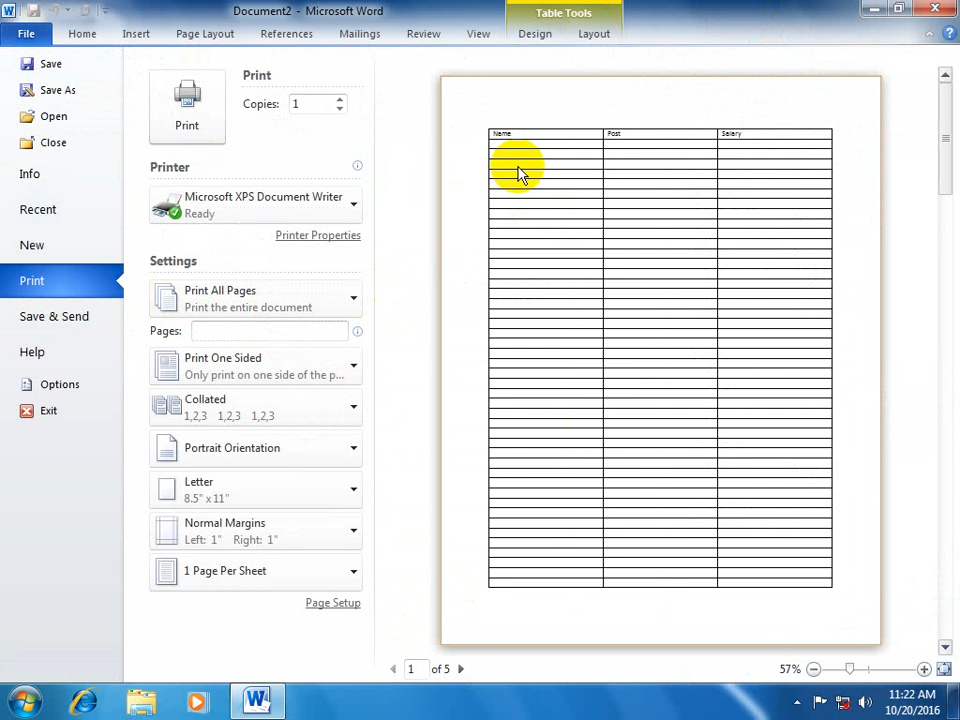 Document2 - Microsoft Word
Table Tools
File Home Insert Page Layout References Mailings Review View Design Layout
Save
Save As
Open
Close
Info
Recent
New
Print
Save & Send
Help
Options
Exit
Print
Print
Copies: 1
Printer
Microsoft XPS Document Writer
Ready
Printer Properties
Settings
Print All Pages
Print the entire document
Pages:
Print One Sided
Only print on one side of the p...
Collated
1,2,3 1,2,3 1,2,3
Portrait Orientation
Letter
8.5" x 11"
Normal Margins
Left: 1" Right: 1"
1 Page Per Sheet
Page Setup
Name Post Salary
1 of 5
57%
11:22 AM
10/20/2016